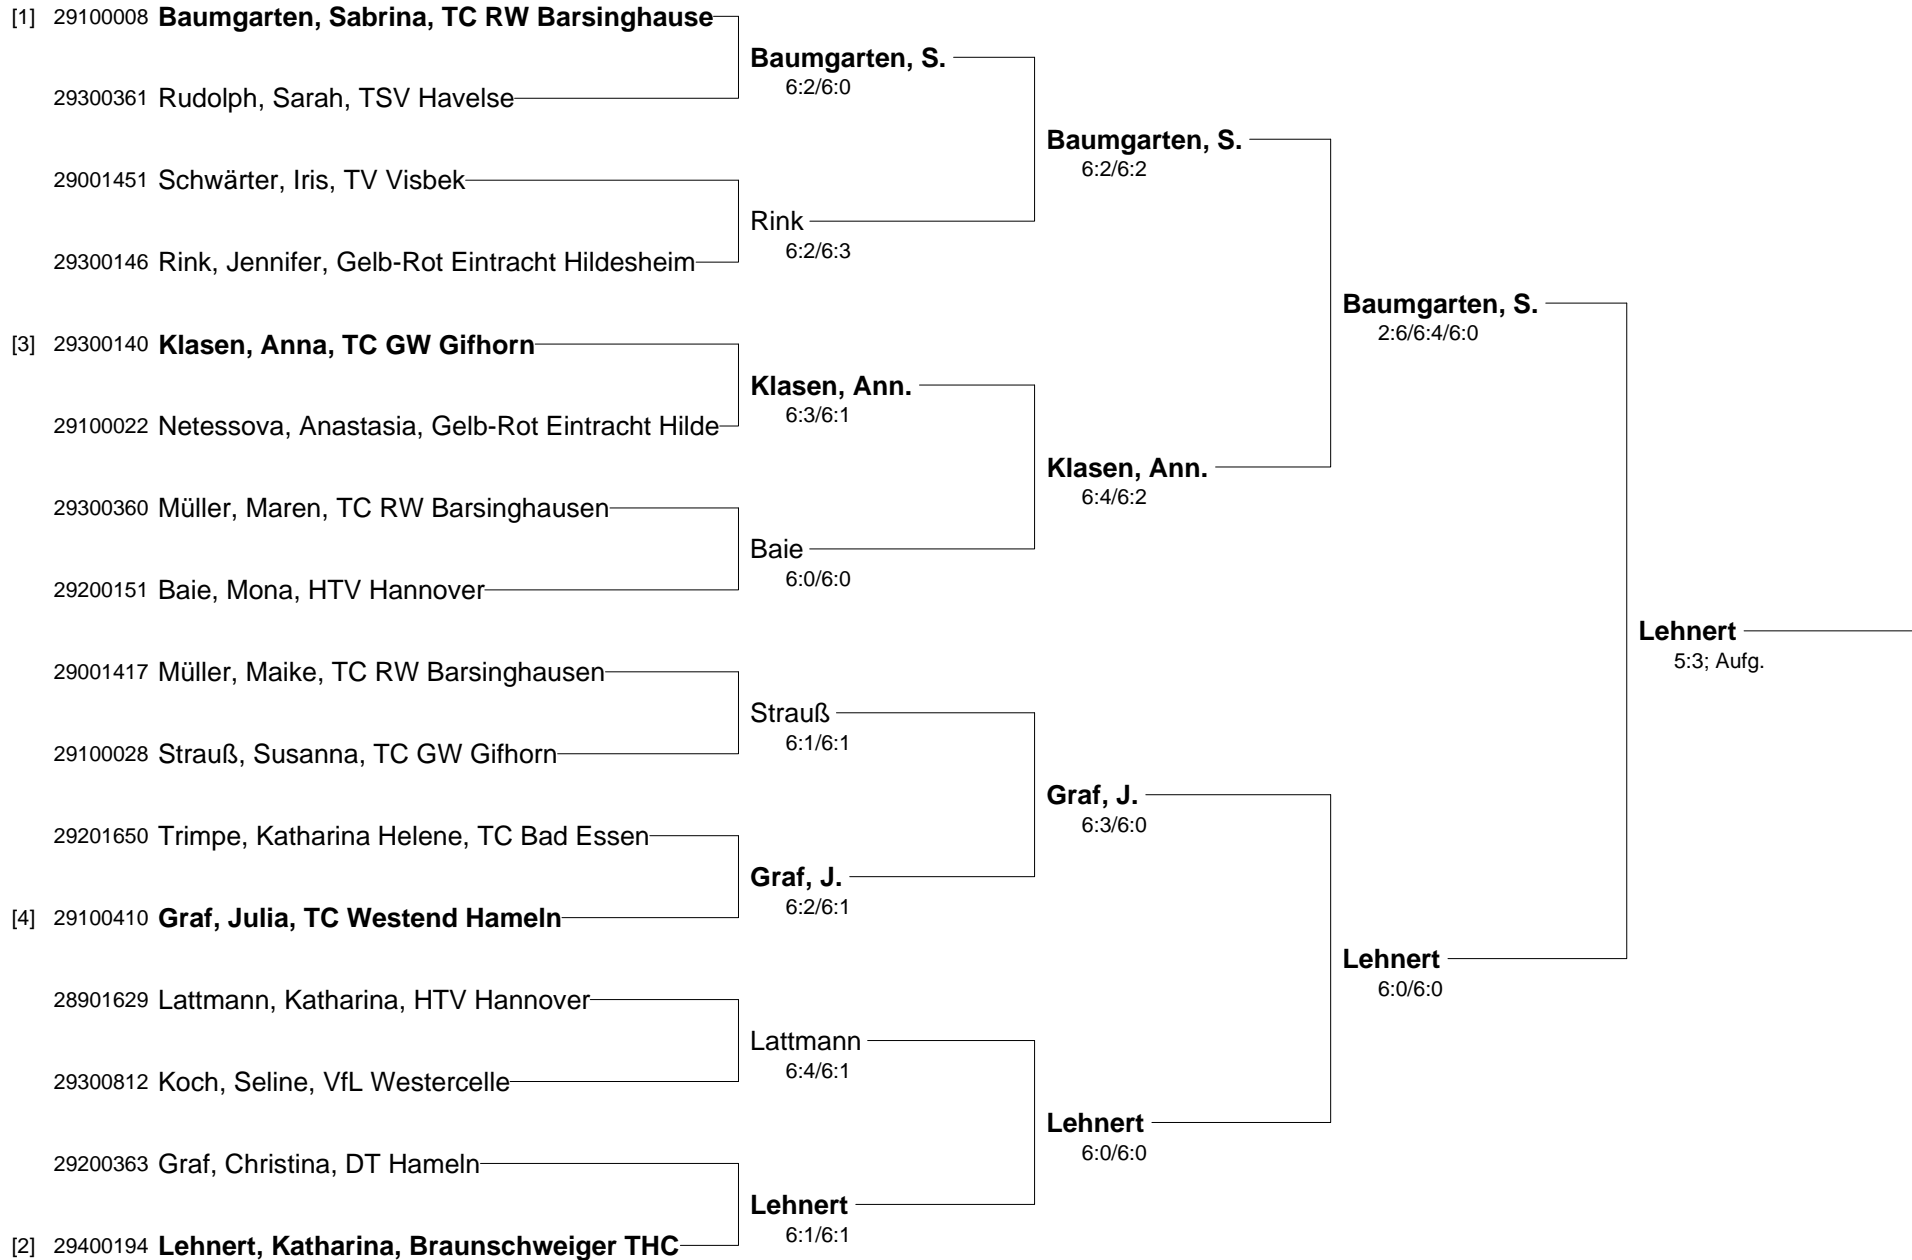 [1] 29100008 Baumgarten, Sabrina, TC RW Barsinghause
Baumgarten, S.
6:2/6:0
29300361 Rudolph, Sarah, TSV Havelse
Baumgarten, S.
6:2/6:2
29001451 Schwärter, Iris, TV Visbek
Rink
6:2/6:3
29300146 Rink, Jennifer, Gelb-Rot Eintracht Hildesheim
Baumgarten, S.
2:6/6:4/6:0
[3] 29300140 Klasen, Anna, TC GW Gifhorn
Klasen, Ann.
6:3/6:1
29100022 Netessova, Anastasia, Gelb-Rot Eintracht Hilde
Klasen, Ann.
6:4/6:2
29300360 Müller, Maren, TC RW Barsinghausen
Baie
6:0/6:0
29200151 Baie, Mona, HTV Hannover
Lehnert
5:3; Aufg.
29001417 Müller, Maike, TC RW Barsinghausen
Strauß
6:1/6:1
29100028 Strauß, Susanna, TC GW Gifhorn
Graf, J.
6:3/6:0
29201650 Trimpe, Katharina Helene, TC Bad Essen
Graf, J.
6:2/6:1
[4] 29100410 Graf, Julia, TC Westend Hameln
Lehnert
6:0/6:0
28901629 Lattmann, Katharina, HTV Hannover
Lattmann
6:4/6:1
29300812 Koch, Seline, VfL Westercelle
Lehnert
6:0/6:0
29200363 Graf, Christina, DT Hameln
Lehnert
6:1/6:1
[2] 29400194 Lehnert, Katharina, Braunschweiger THC